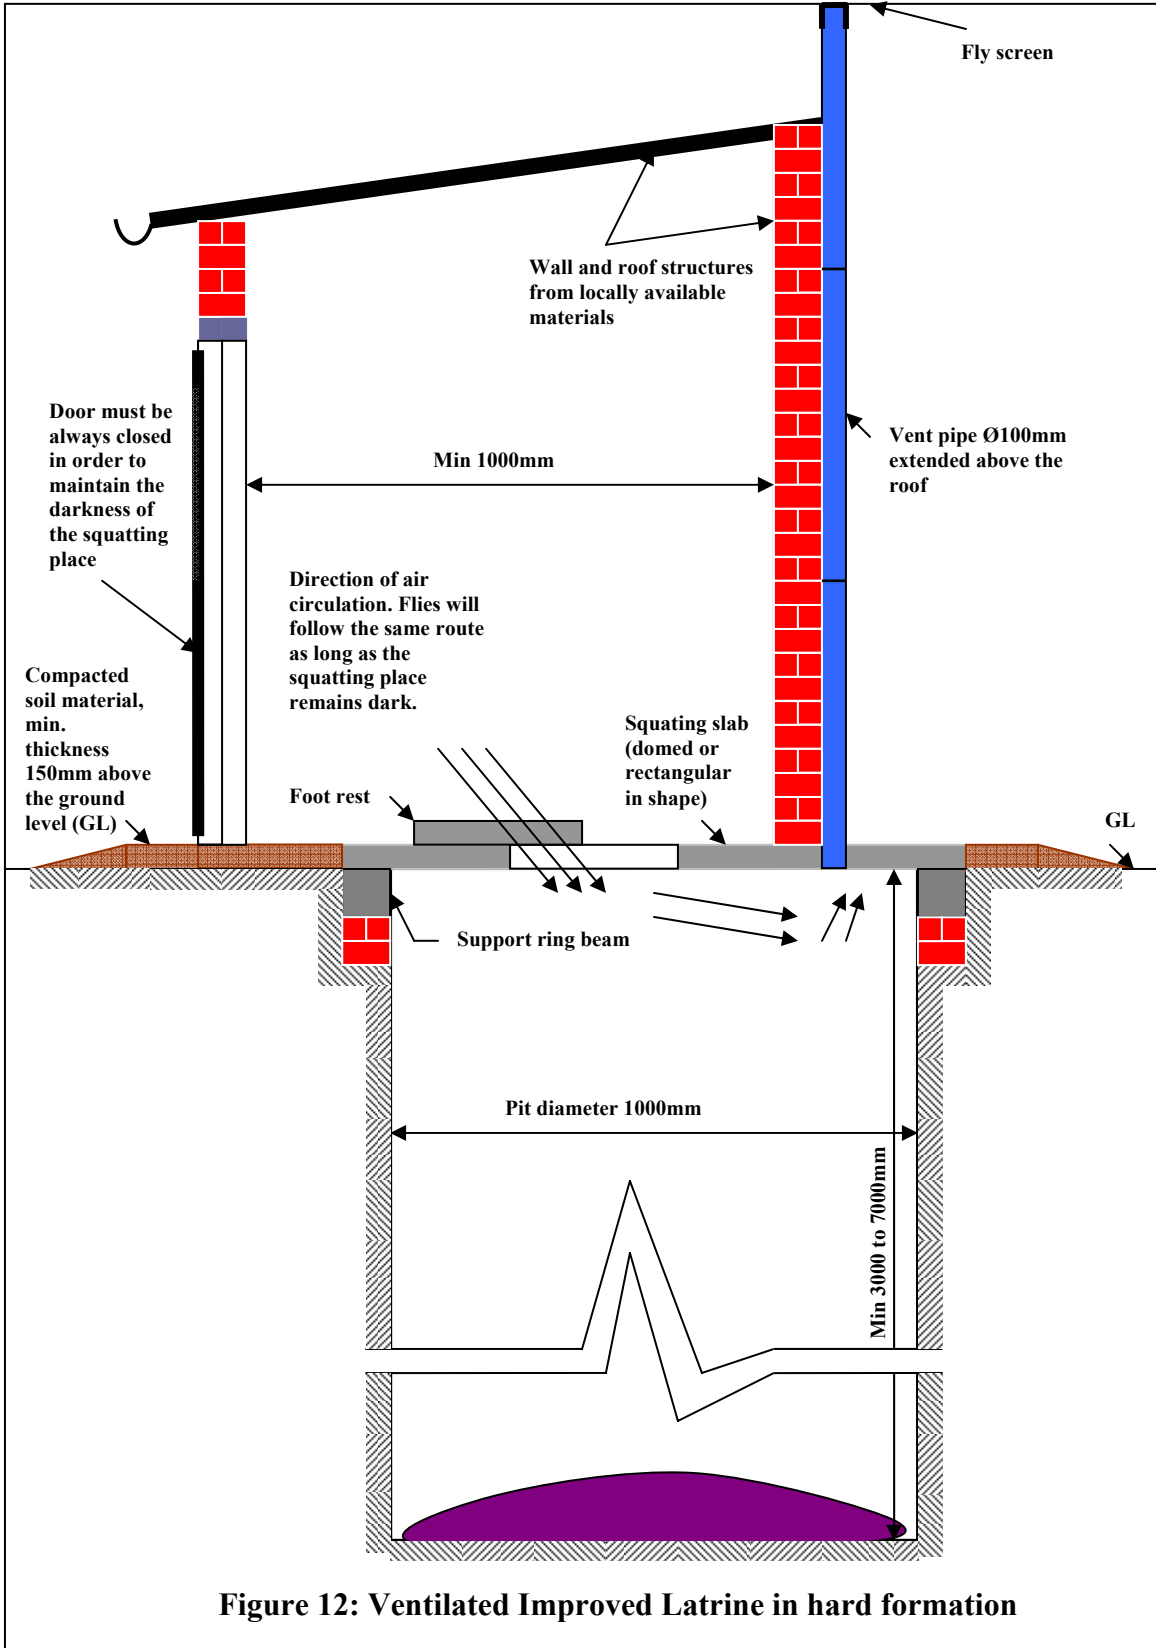 Fly screen
Wall and roof structures
from locally available
materials
Door must be
always closed
in order to
maintain the
darkness of
the squatting
place
Vent pipe Ø100mm
extended above the
roof
Min 1000mm
Direction of air
circulation. Flies will
follow the same route
as long as the
squatting place
remains dark.
Compacted
soil material,
min.
thickness
150mm above
the ground
level (GL)
Squating slab
(domed or
rectangular
in shape)
Foot rest
GL
Support ring beam
Pit diameter 1000mm
Min 3000 to 7000mm
Figure 12: Ventilated Improved Latrine in hard formation